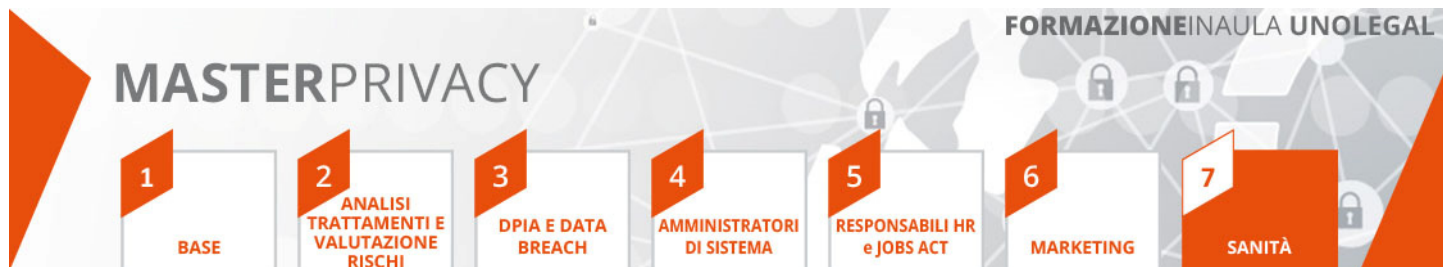 FORMAZIONEINAULA UNOLEGAL
MASTERPRIVACY
1
BASE
2
ANALISI
TRATTAMENTI E
VALUTAZIONE
RISCHI
3
DPIA E DATA
BREACH
4
AMMINISTRATORI
DI SISTEMA
5
RESPONSABILI HR
e JOBS ACT
6
MARKETING
7
SANITÀ